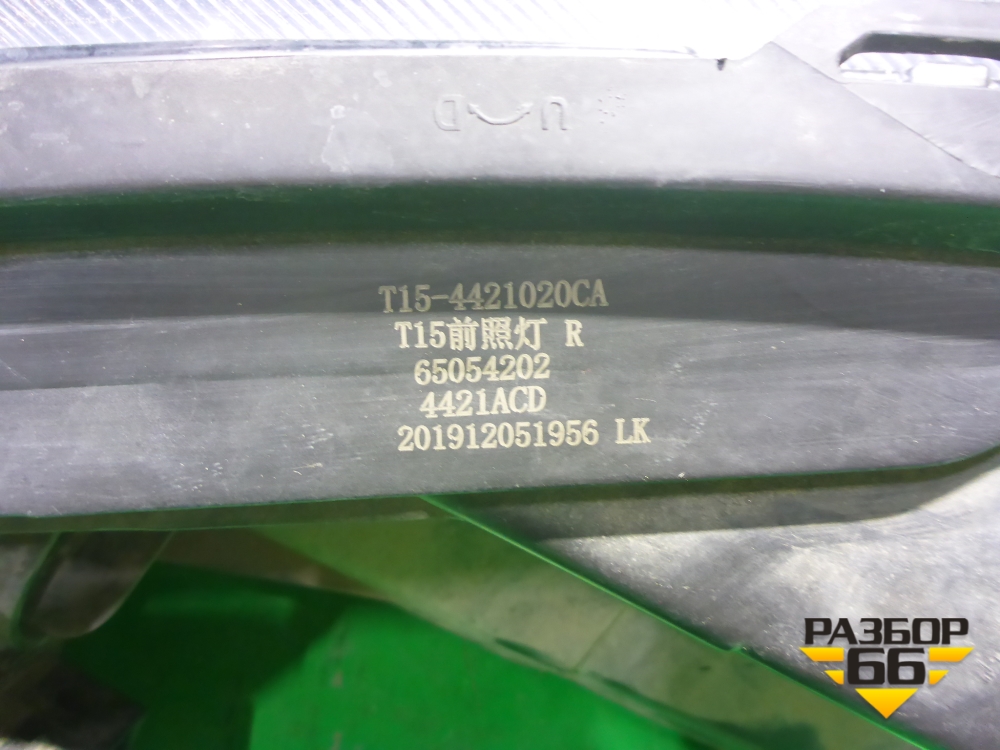 D U
T15-4421020CA
T15前照灯 R
65054202
4421ACD
201912051956 LK
РАЗБОР
66